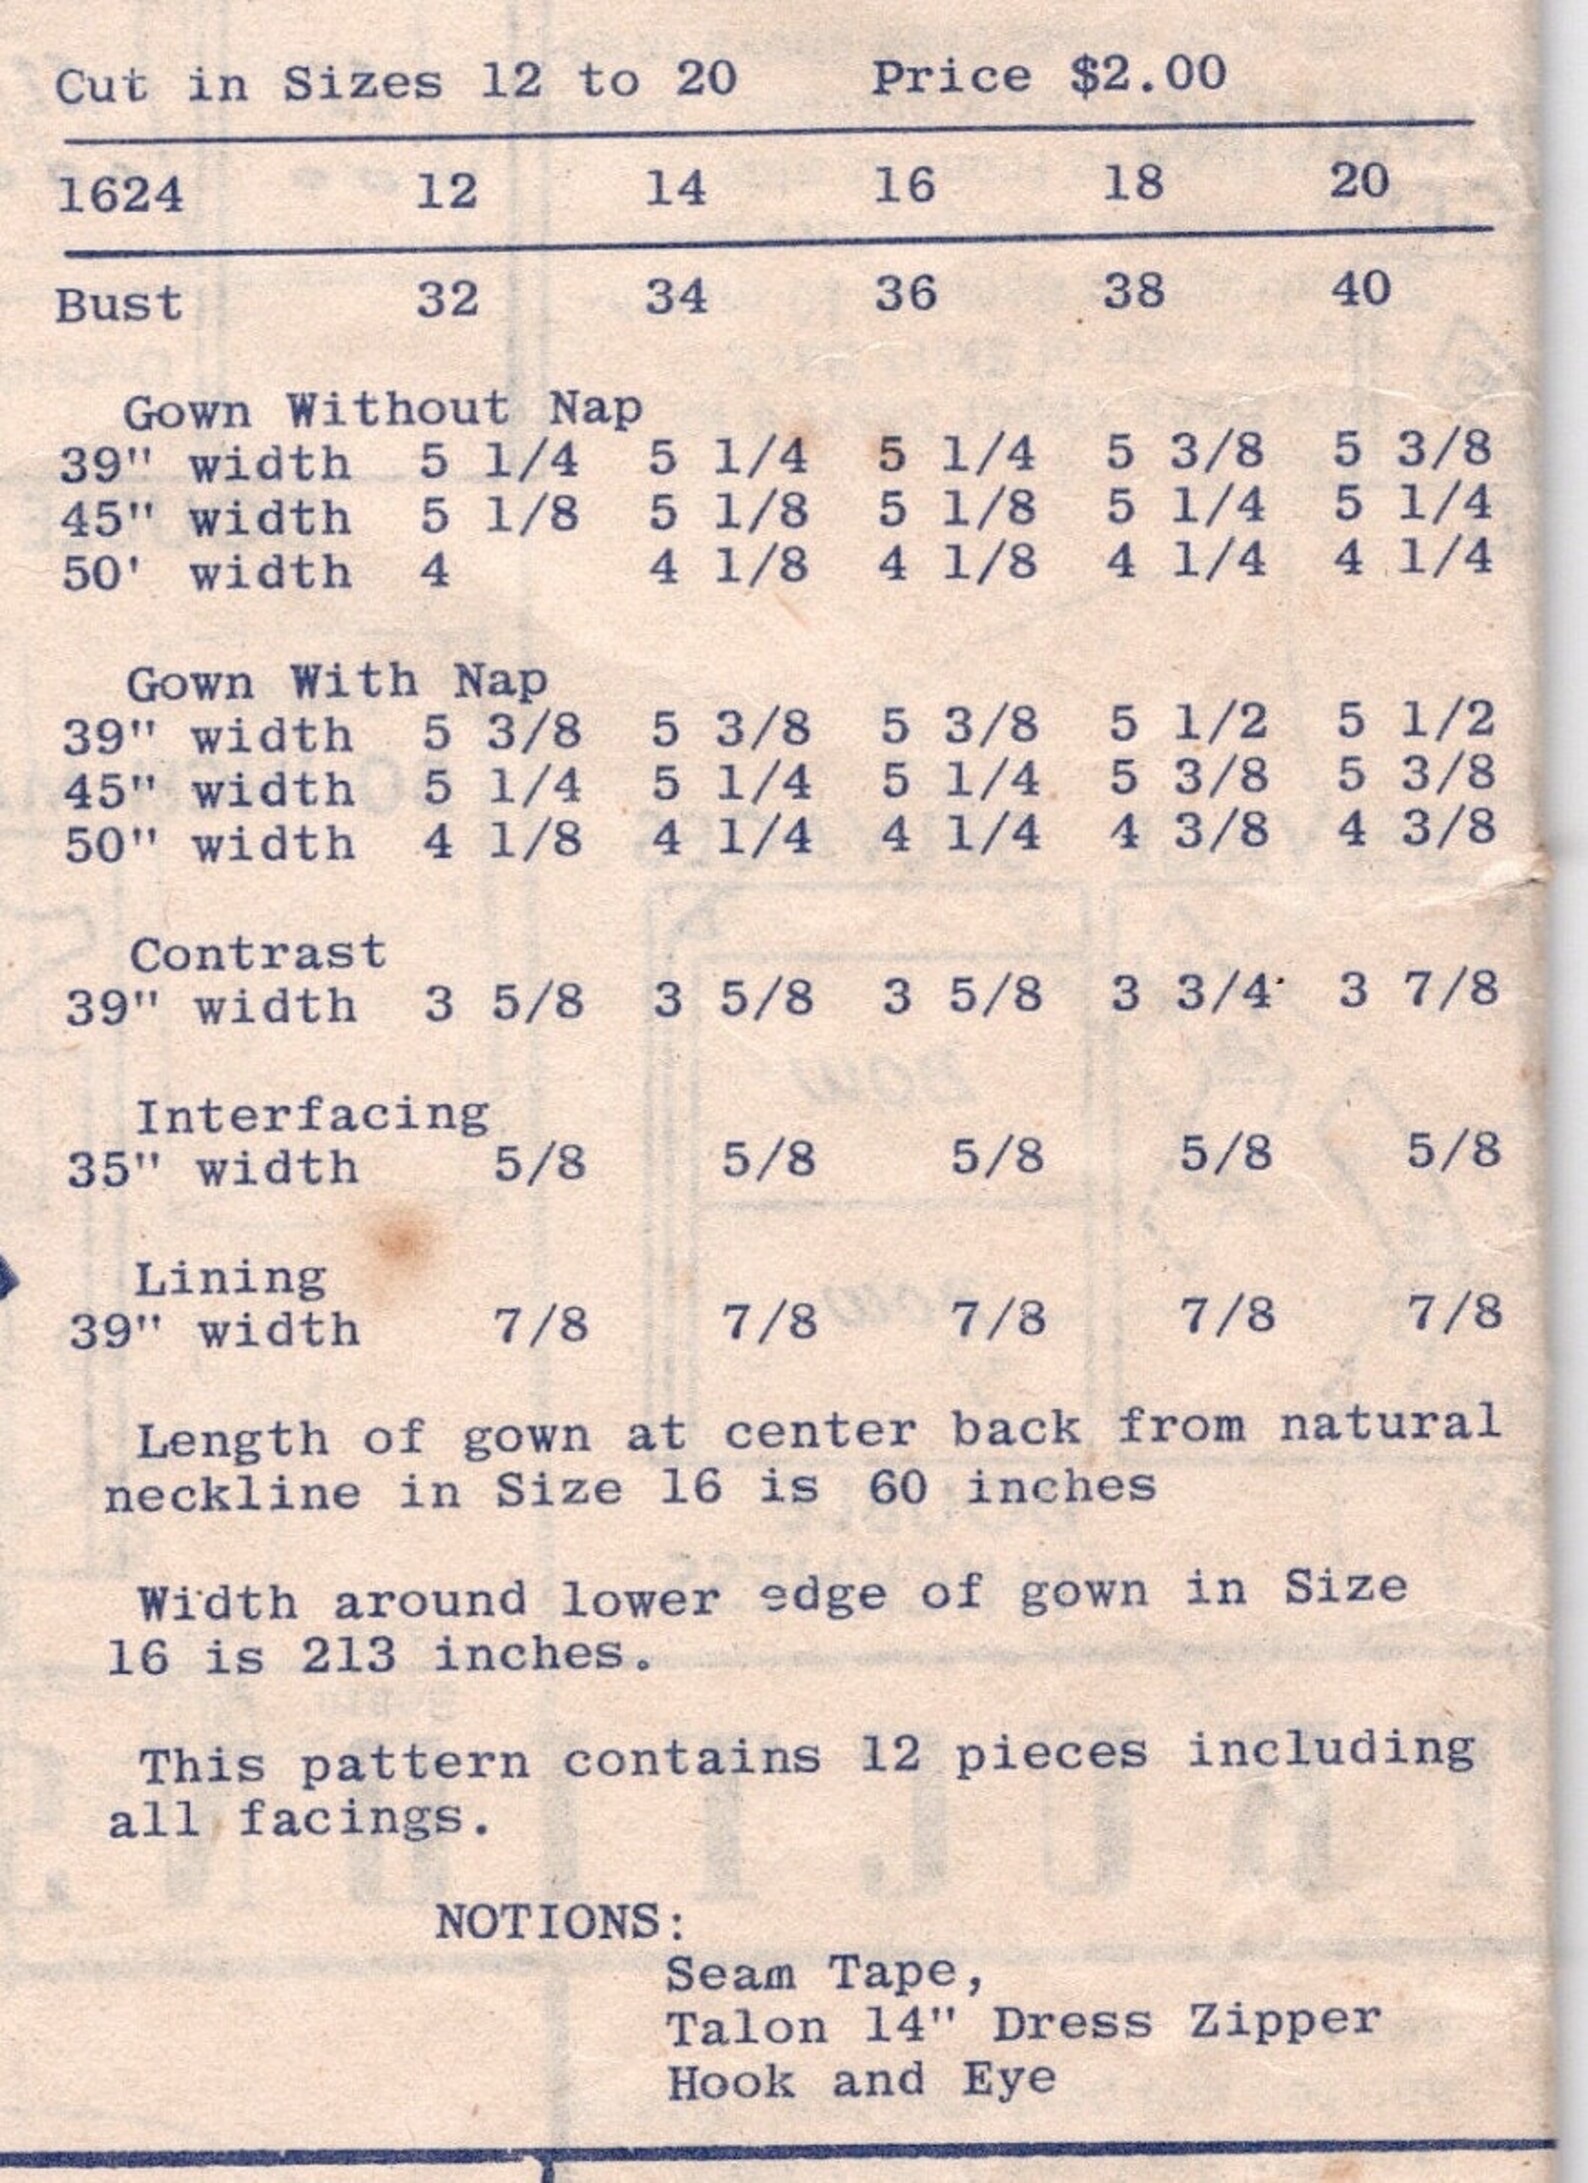 Cut in Sizes 12 to 20 Price $2.00
1624 12 14 16 18 20
Bust 32 34 36 38 40
Gown Without Nap
39" width 5 1/4 5 1/4 5 1/4 5 3/8 5 3/8
45" width 5 1/8 5 1/8 5 1/8 5 1/4 5 1/4
50' width 4 4 1/8 4 1/8 4 1/4 4 1/4
Gown With Nap
39" width 5 3/8 5 3/8 5 3/8 5 1/2 5 1/2
45" width 5 1/4 5 1/4 5 1/4 5 3/8 5 3/8
50" width 4 1/8 4 1/4 4 1/4 4 3/8 4 3/8
Contrast
39" width 3 5/8 3 5/8 3 5/8 3 3/4 3 7/8
Interfacing
35" width 5/8 5/8 5/8 5/8 5/8
Lining
39" width 7/8 7/8 7/8 7/8 7/8
Length of gown at center back from natural
neckline in Size 16 is 60 inches
Width around lower edge of gown in Size
16 is 213 inches.
This pattern contains 12 pieces including
all facings.
NOTIONS:
Seam Tape,
Talon 14" Dress Zipper
Hook and Eye